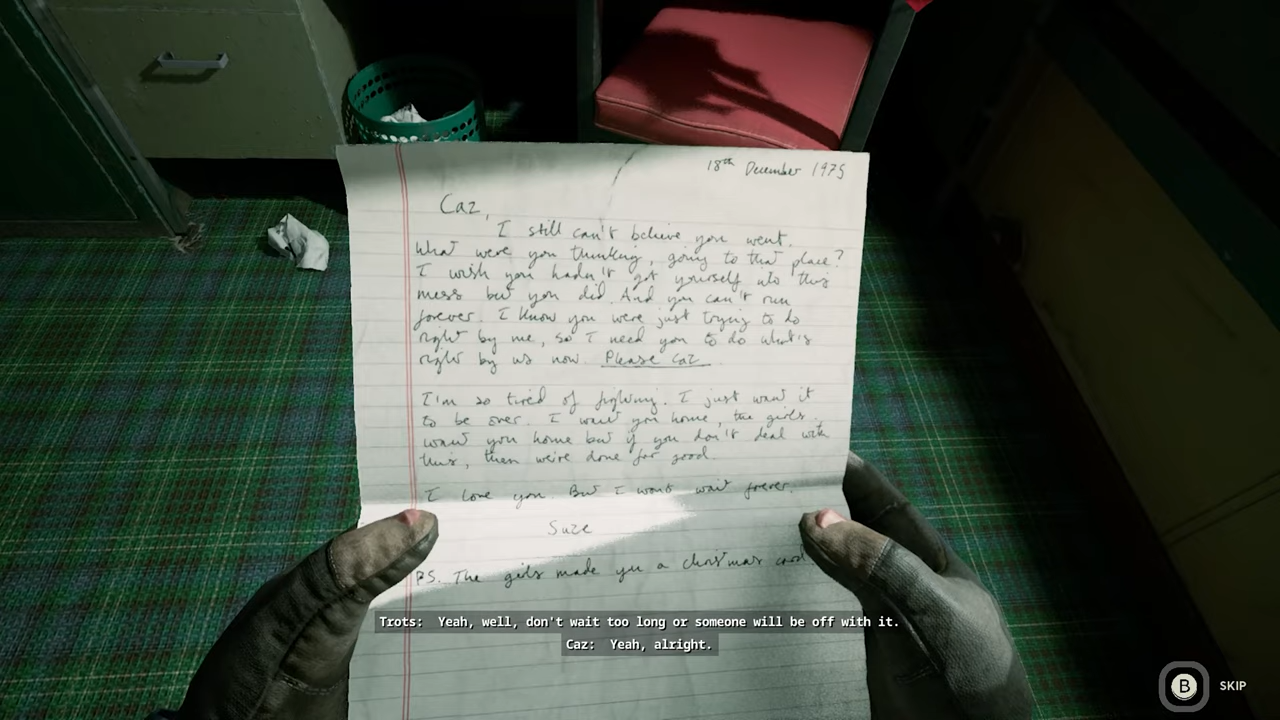 18th December 1975
Caz,
I still can't believe you went.
What were you thinking, going to that place?
I wish you hadn't got yourself into this
mess but you did. And you can't run
forever. I know you were just trying to do
right by me, so I need you to do what's
right by us now. Please Caz.
I'm so tired of fighting. I just want it
to be over. I want you home, the girls
want you home but if you don't deal with
this, then we're done for good.
I love you. But I won't wait forever.
Suze
P.S. The girls made you a christmas card.
Trots: Yeah, well, don't wait too long or someone will be off with it.
Caz: Yeah, alright.
B SKIP